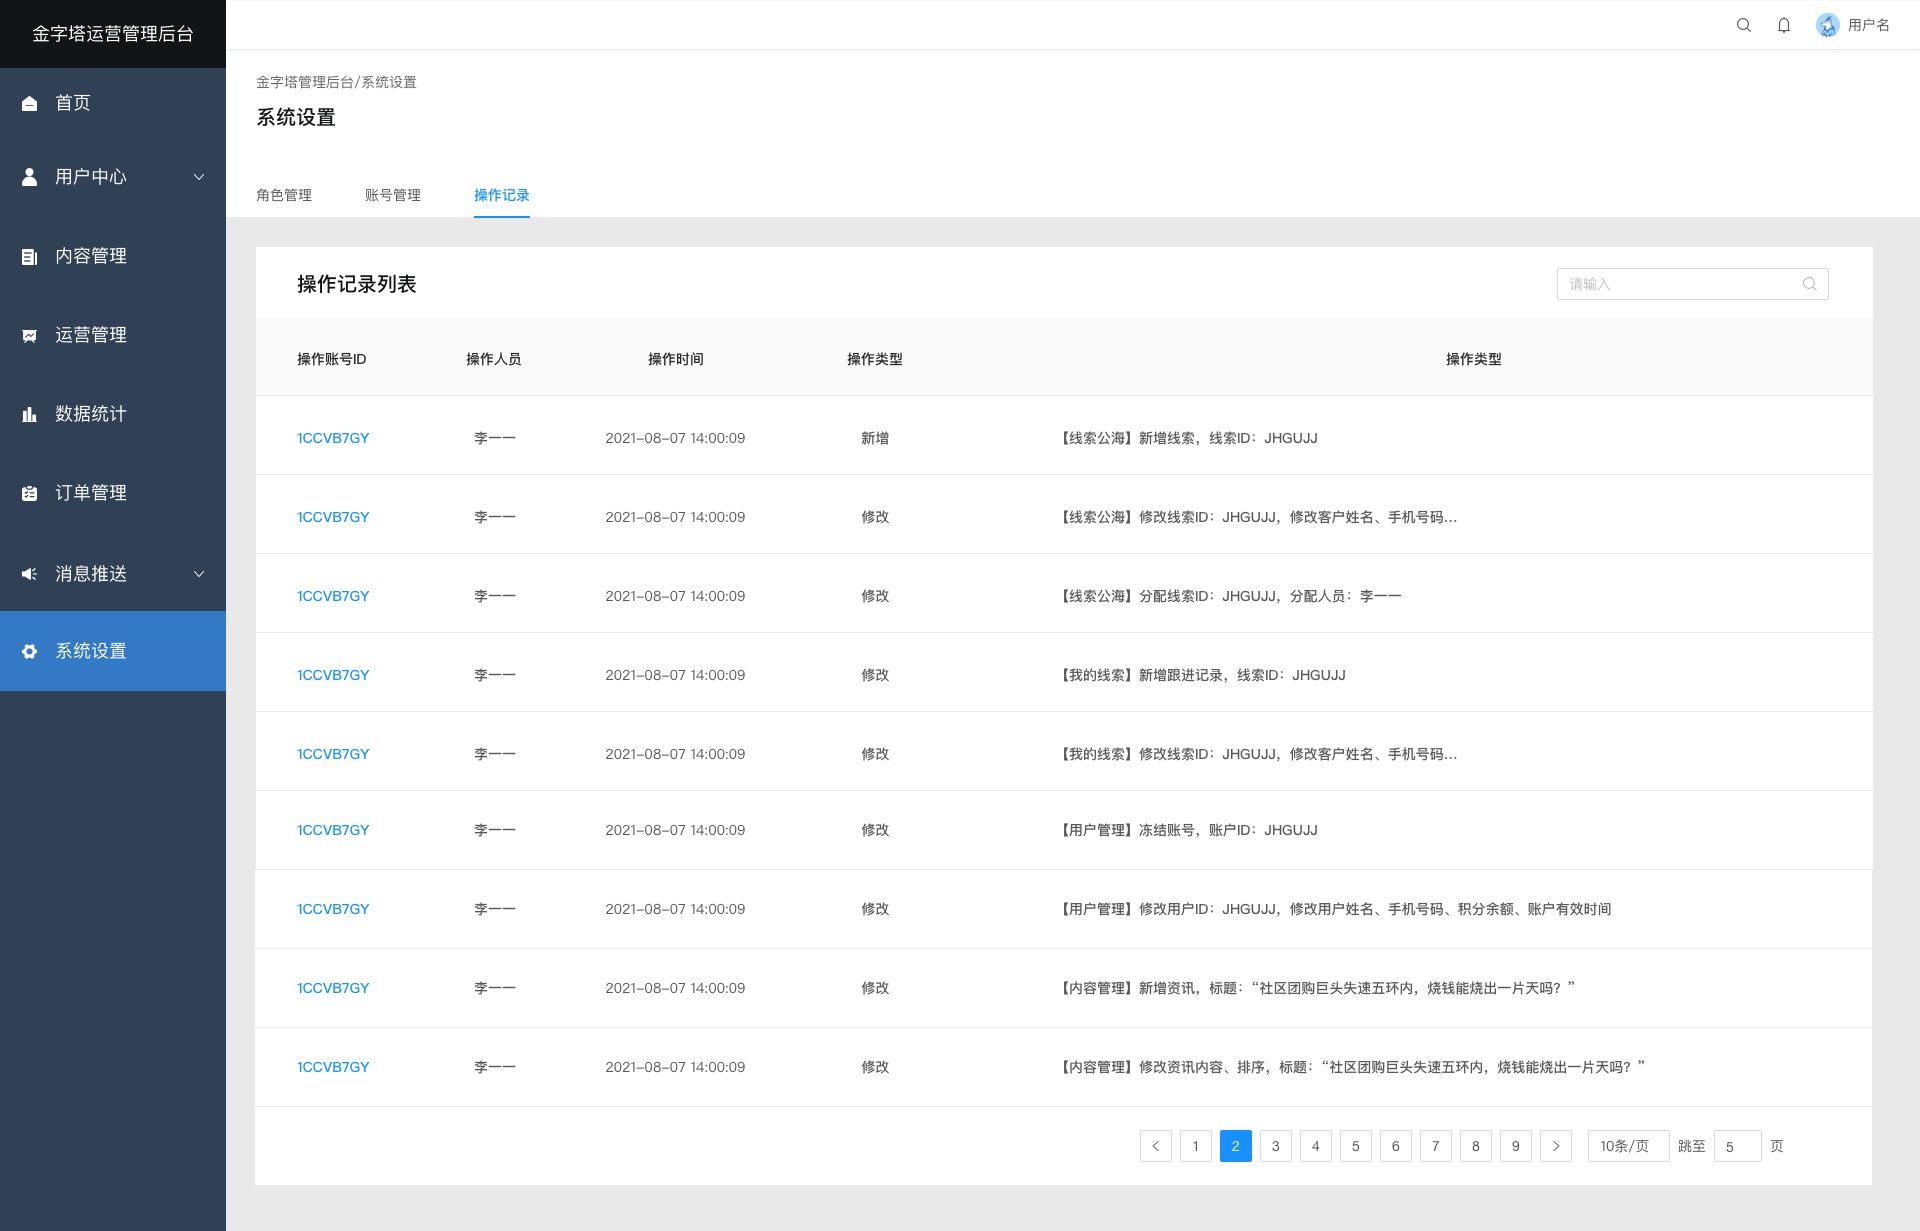 金字塔运营管理后台
首页
用户中心
内容管理
运营管理
数据统计
订单管理
消息推送
系统设置
用户名
金字塔管理后台/系统设置
系统设置
角色管理 账号管理 操作记录
操作记录列表
请输入
操作账号ID 操作人员 操作时间 操作类型 操作类型
1CCVB7GY 李一一 2021-08-07 14:00:09 新增 【线索公海】新增线索，线索ID：JHGUJJ
1CCVB7GY 李一一 2021-08-07 14:00:09 修改 【线索公海】修改线索ID：JHGUJJ，修改客户姓名、手机号码...
1CCVB7GY 李一一 2021-08-07 14:00:09 修改 【线索公海】分配线索ID：JHGUJJ，分配人员：李一一
1CCVB7GY 李一一 2021-08-07 14:00:09 修改 【我的线索】新增跟进记录，线索ID：JHGUJJ
1CCVB7GY 李一一 2021-08-07 14:00:09 修改 【我的线索】修改线索ID：JHGUJJ，修改客户姓名、手机号码...
1CCVB7GY 李一一 2021-08-07 14:00:09 修改 【用户管理】冻结账号，账户ID：JHGUJJ
1CCVB7GY 李一一 2021-08-07 14:00:09 修改 【用户管理】修改用户ID：JHGUJJ，修改用户姓名、手机号码、积分余额、账户有效时间
1CCVB7GY 李一一 2021-08-07 14:00:09 修改 【内容管理】新增资讯，标题：“社区团购巨头失速五环内，烧钱能烧出一片天吗？”
1CCVB7GY 李一一 2021-08-07 14:00:09 修改 【内容管理】修改资讯内容、排序，标题：“社区团购巨头失速五环内，烧钱能烧出一片天吗？”
1 2 3 4 5 6 7 8 9 10条/页 跳至 5 页